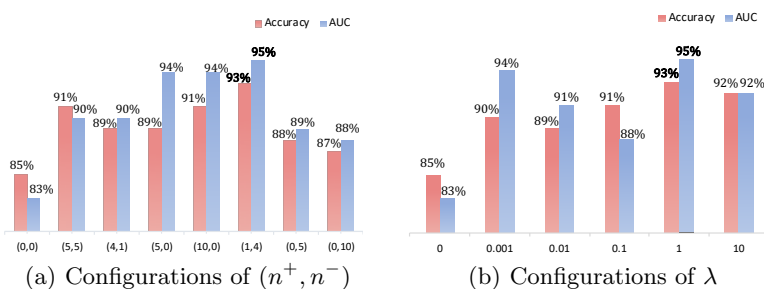 Accuracy AUC
85% 83% 91% 90% 89% 90% 89% 94% 91% 94% 93% 95% 88% 89% 87% 88%
(0,0) (5,5) (4,1) (5,0) (10,0) (1,4) (0,5) (0,10)
(a) Configurations of (n⁺, n⁻)
Accuracy AUC
85% 83% 90% 94% 89% 91% 91% 88% 93% 95% 92% 92%
0 0.001 0.01 0.1 1 10
(b) Configurations of λ